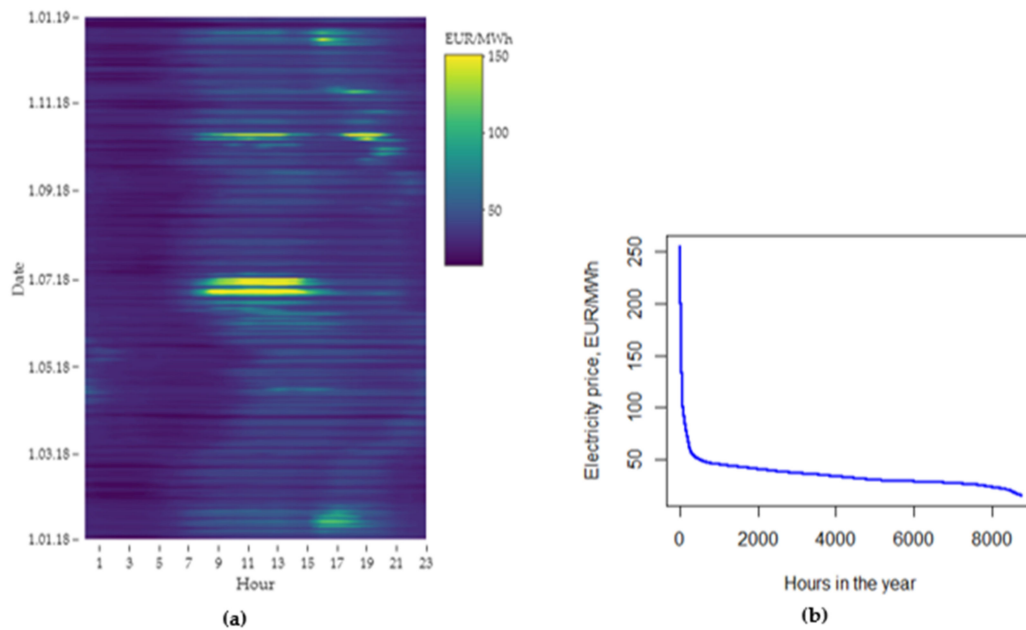 1.01.19
1.11.18
1.09.18
1.07.18
1.05.18
1.03.18
1.01.18
Date
1 3 5 7 9 11 13 15 17 19 21 23
Hour
EUR/MWh
150
100
50
(a)
250
200
150
100
50
Electricity price, EUR/MWh
0 2000 4000 6000 8000
Hours in the year
(b)